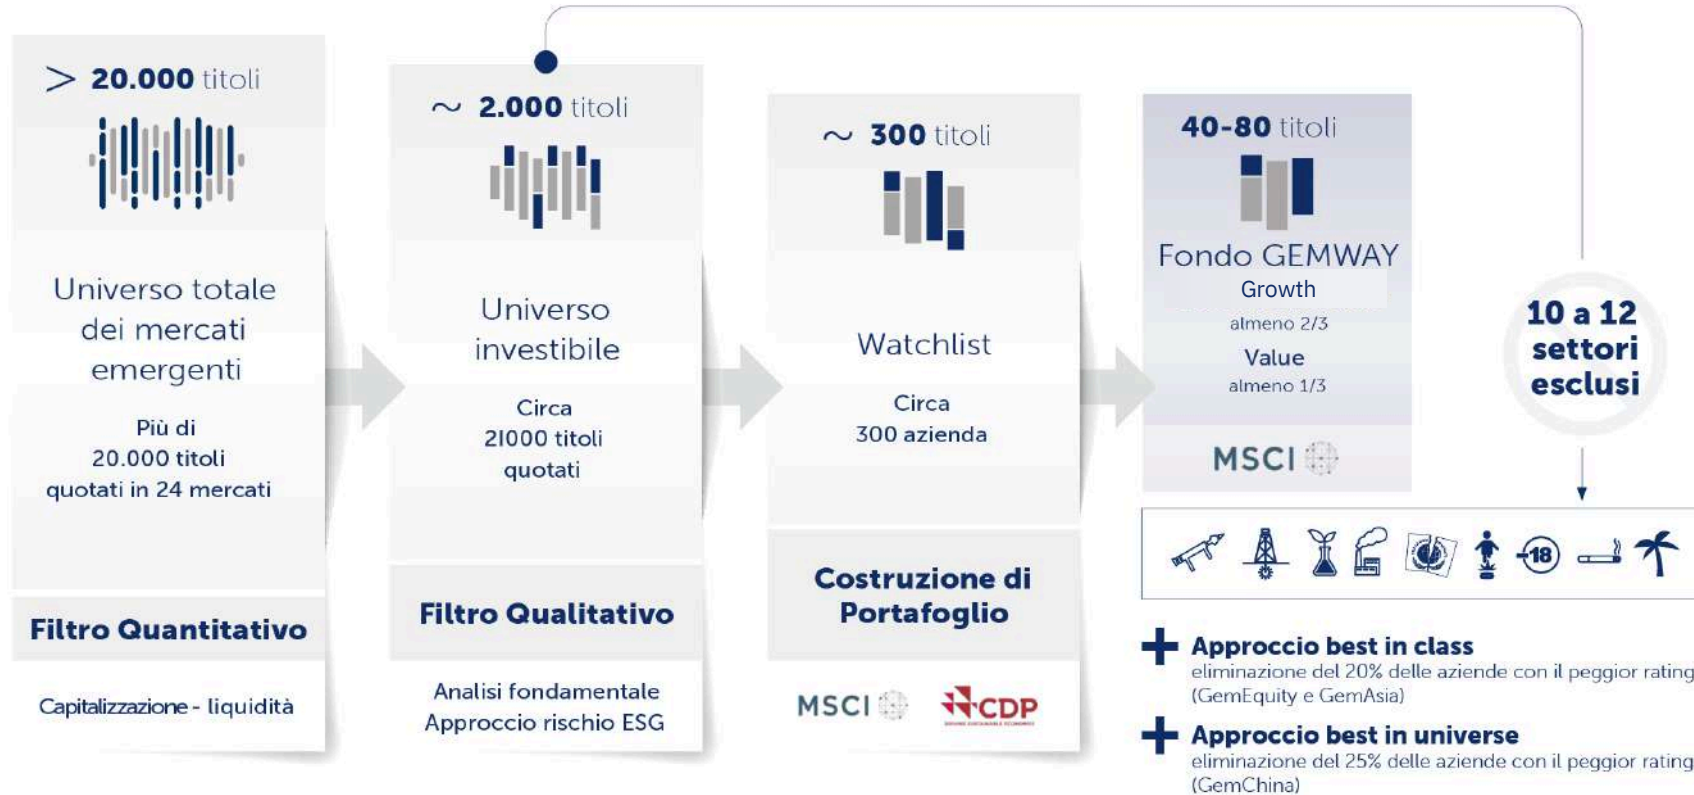 > 20.000 titoli
Universo totale
dei mercati
emergenti
Più di
20.000 titoli
quotati in 24 mercati
Filtro Quantitativo
Capitalizzazione - liquidità
~ 2.000 titoli
Universo
investibile
Circa
21000 titoli
quotati
Filtro Qualitativo
Analisi fondamentale
Approccio rischio ESG
~ 300 titoli
Watchlist
Circa
300 azienda
Costruzione di
Portafoglio
MSCI
CDP
40-80 titoli
Fondo GEMWAY
Growth
almeno 2/3
Value
almeno 1/3
MSCI
10 a 12
settori
esclusi
-18
+ Approccio best in class
eliminazione del 20% delle aziende con il peggior rating
(GemEquity e GemAsia)
+ Approccio best in universe
eliminazione del 25% delle aziende con il peggior rating
(GemChina)